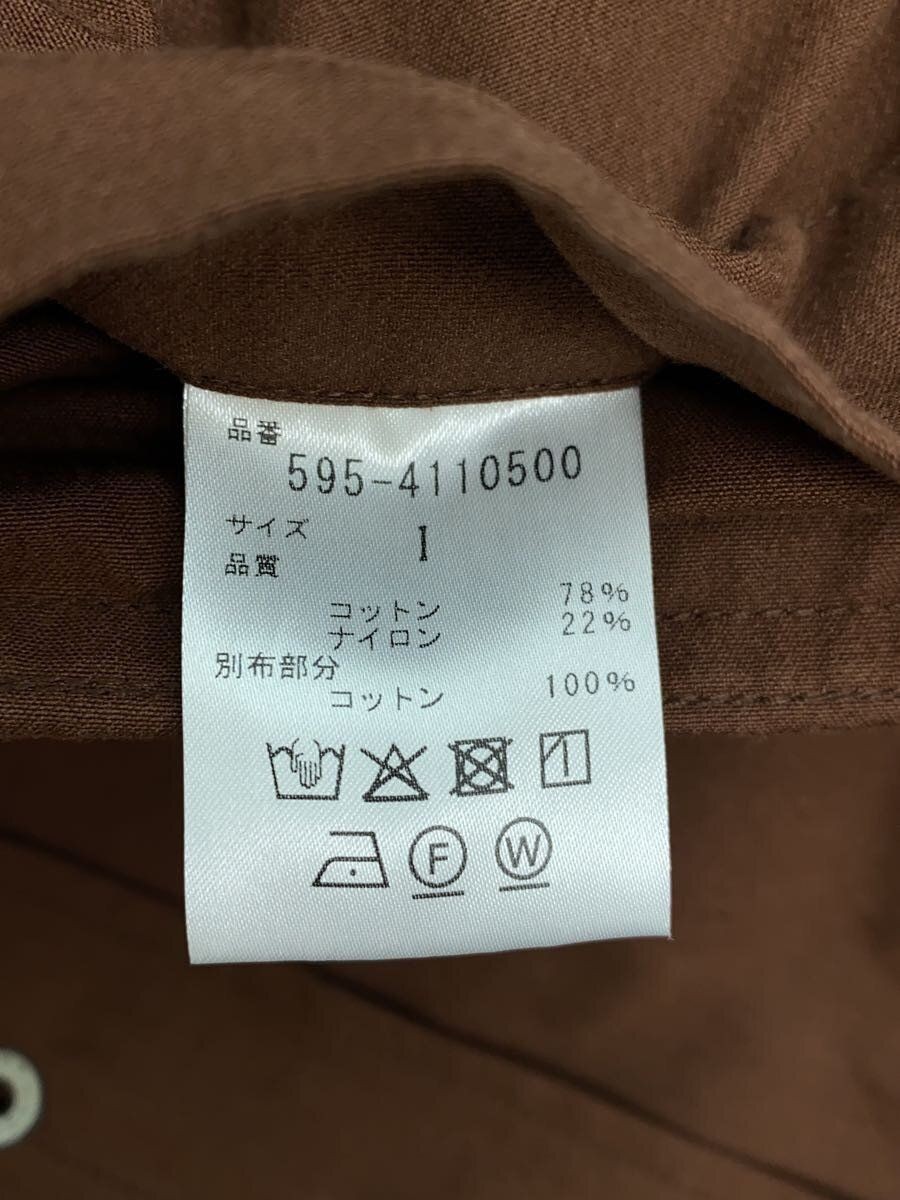 品番
595-4110500
サイズ I
品質
コットン 78%
ナイロン 22%
別布部分
コットン 100%
F W